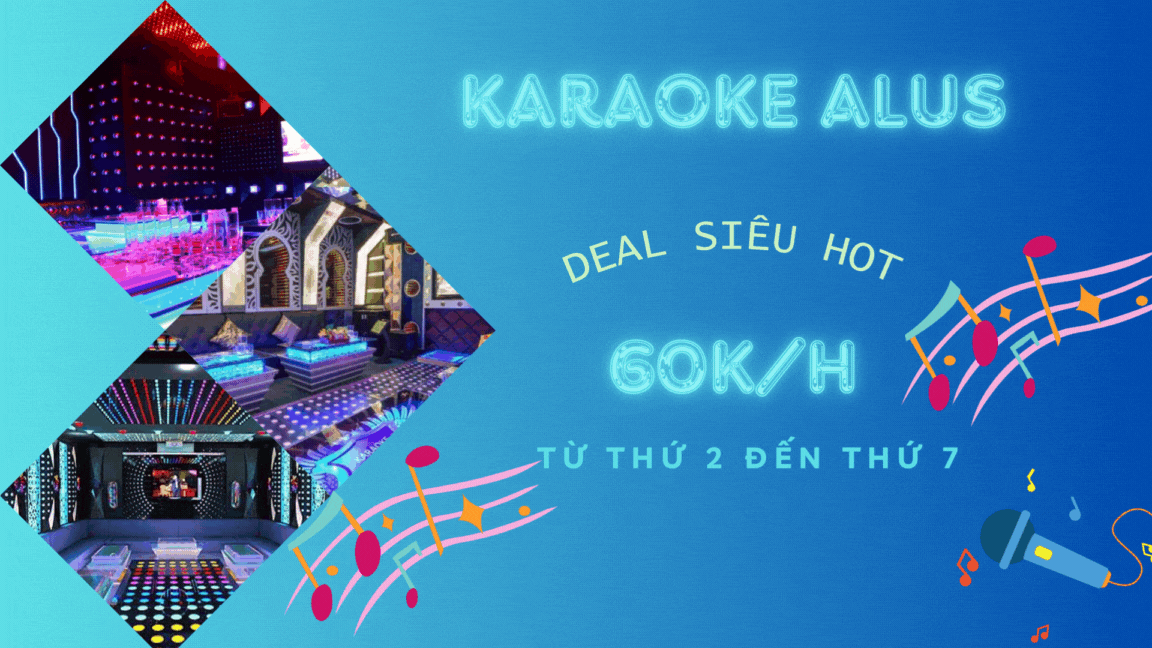 KARAOKE ALUS
DEAL SIÊU HOT
60K/H
TỪ THỨ 2 ĐẾN THỨ 7